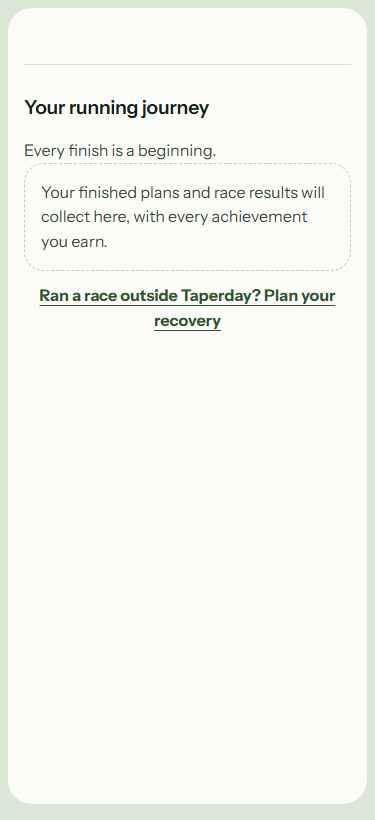 Your running journey
Every finish is a beginning.
Your finished plans and race results will
collect here, with every achievement
you earn.
Ran a race outside Taperday? Plan your
recovery